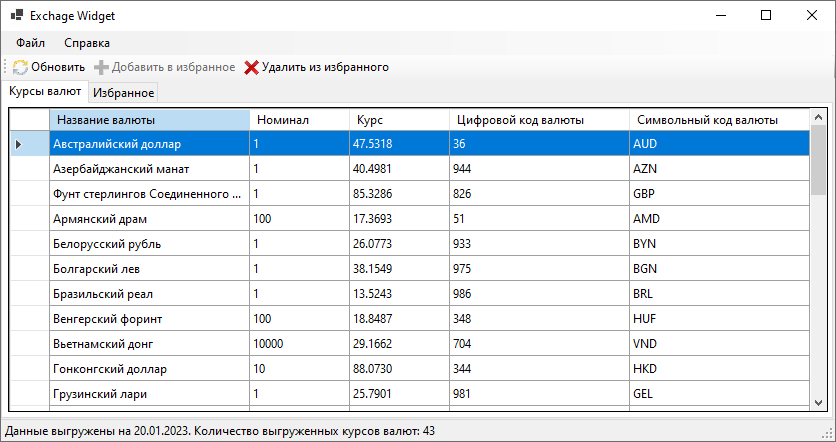 Exchage Widget
Файл Справка
Обновить Добавить в избранное Удалить из избранного
Курсы валют Избранное
Название валюты Номинал Курс Цифровой код валюты Символьный код валюты
Австралийский доллар 1 47.5318 36 AUD
Азербайджанский манат 1 40.4981 944 AZN
Фунт стерлингов Соединенного ... 1 85.3286 826 GBP
Армянский драм 100 17.3693 51 AMD
Белорусский рубль 1 26.0773 933 BYN
Болгарский лев 1 38.1549 975 BGN
Бразильский реал 1 13.5243 986 BRL
Венгерский форинт 100 18.8487 348 HUF
Вьетнамский донг 10000 29.1662 704 VND
Гонконгский доллар 10 88.0730 344 HKD
Грузинский лари 1 25.7901 981 GEL
Данные выгружены на 20.01.2023. Количество выгруженных курсов валют: 43